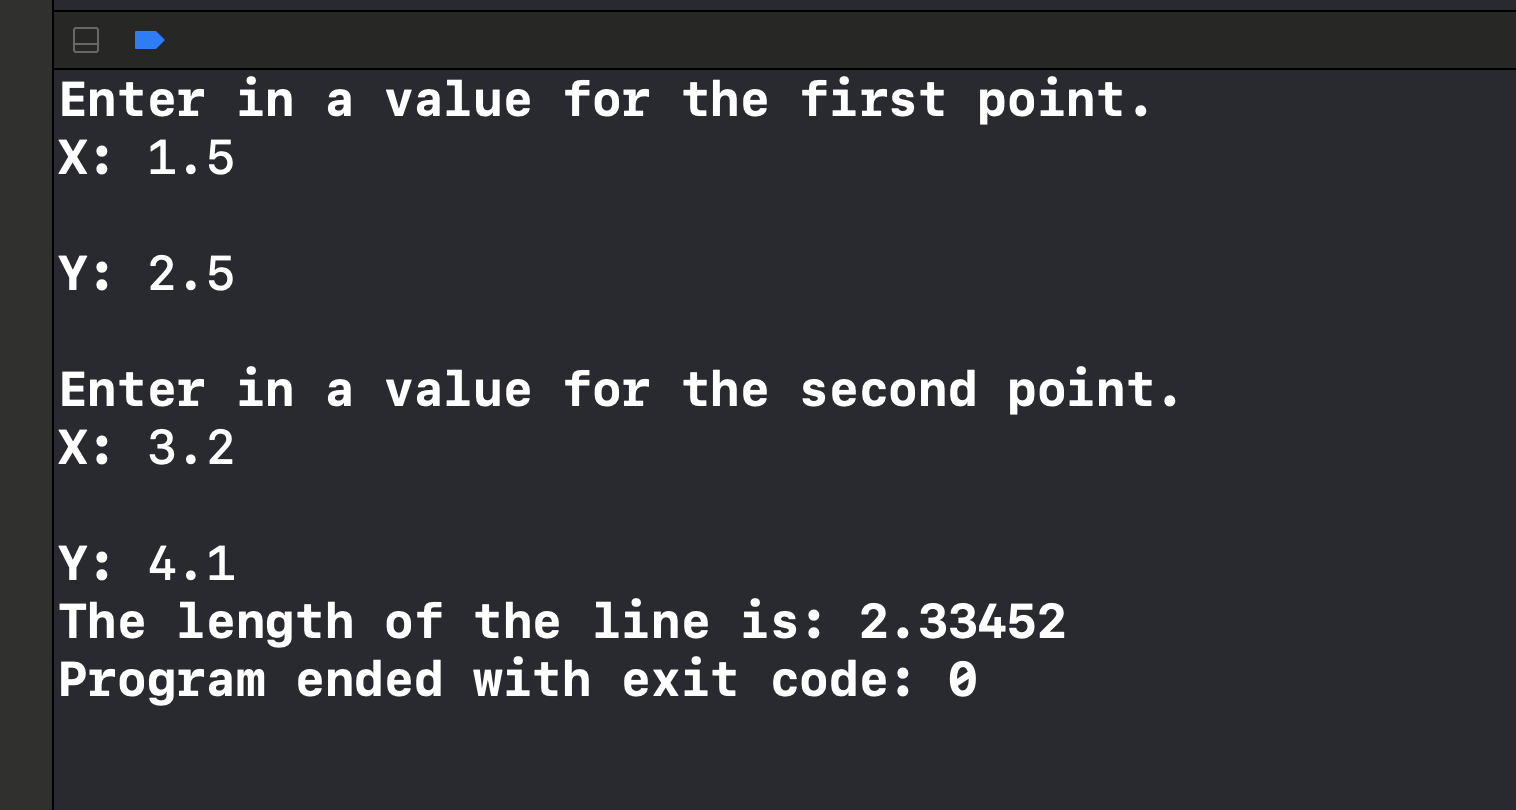 Enter in a value for the first point.
X: 1.5
Y: 2.5
Enter in a value for the second point.
X: 3.2
Y: 4.1
The length of the line is: 2.33452
Program ended with exit code: 0